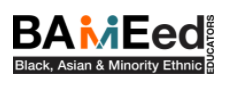 BAMEed
Black, Asian & Minority Ethnic
EDUCATORS